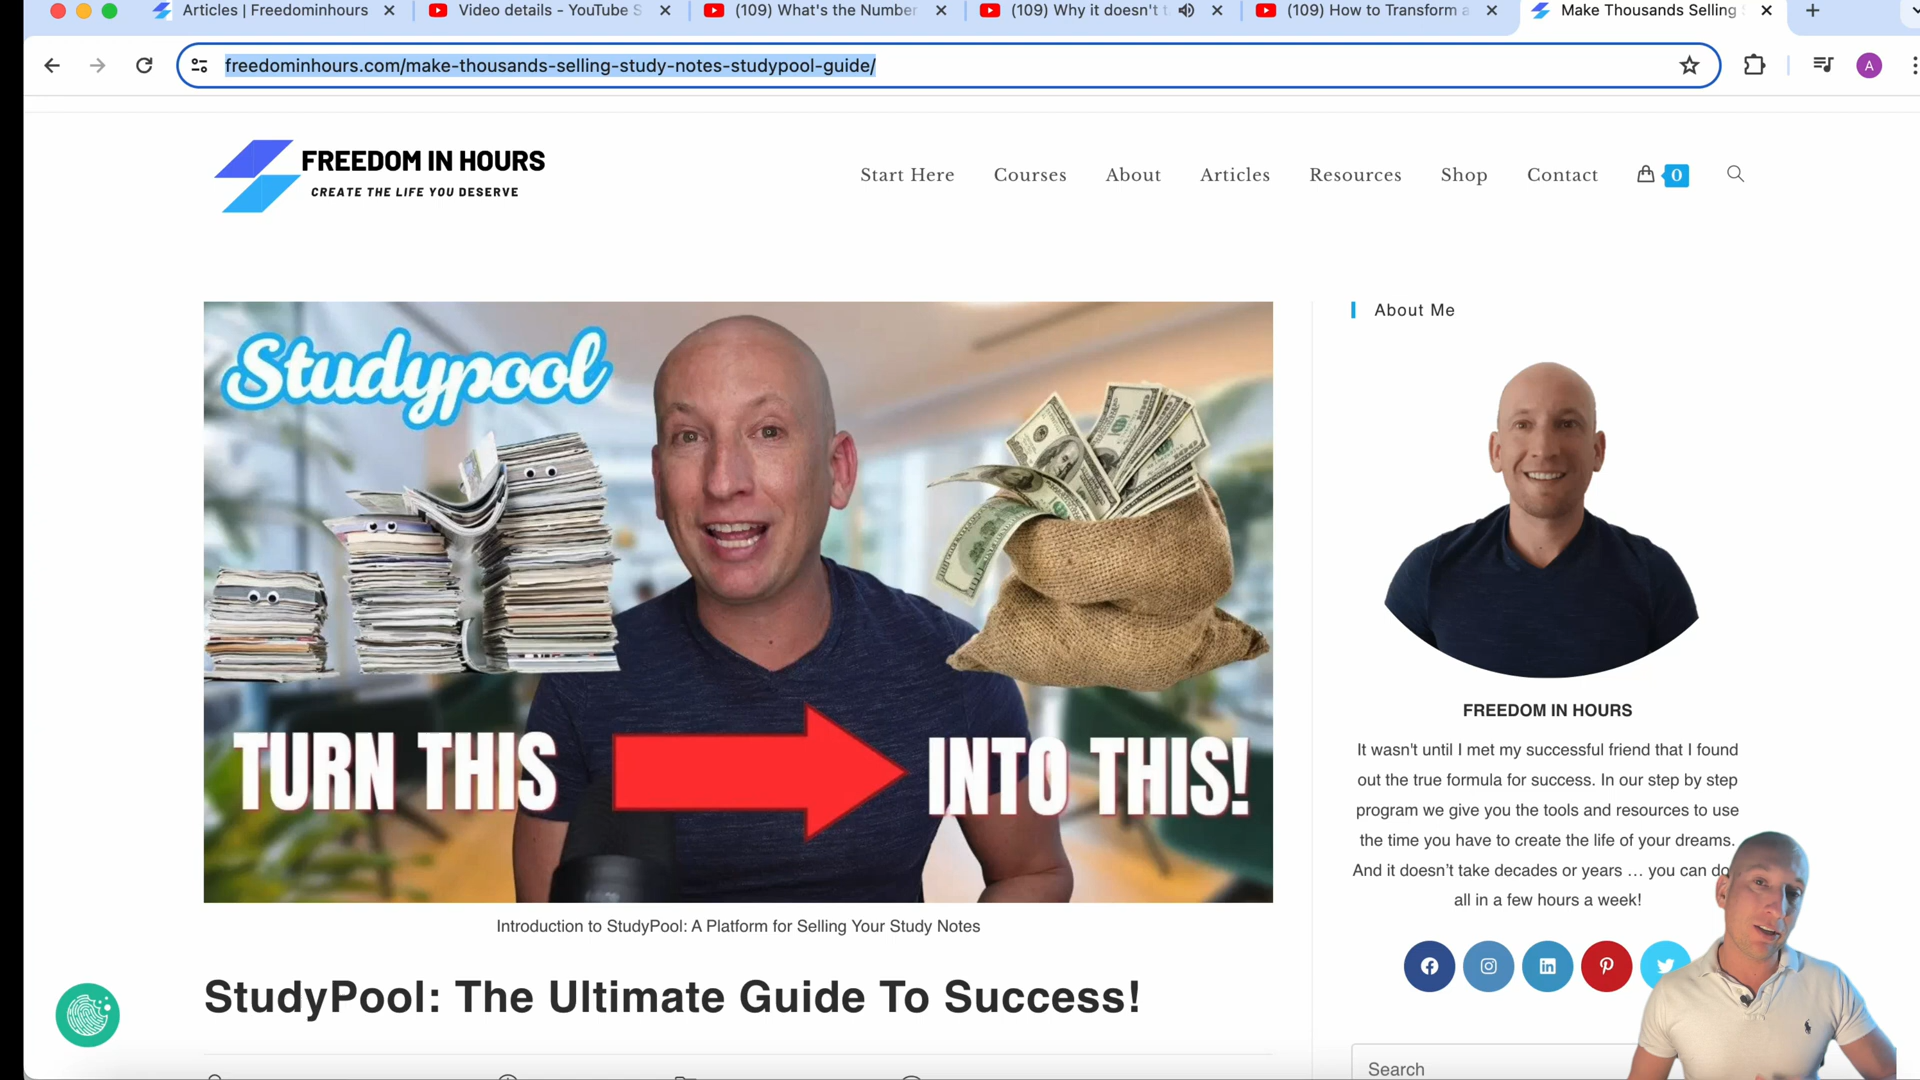 Articles | Freedominhours
Video details - YouTube S
(109) What's the Number
(109) Why it doesn't t
(109) How to Transform a
Make Thousands Selling S
freedominhours.com/make-thousands-selling-study-notes-studypool-guide/
A
FREEDOM IN HOURS
CREATE THE LIFE YOU DESERVE
Start Here
Courses
About
Articles
Resources
Shop
Contact
0
Studypool
TURN THIS
INTO THIS!
Introduction to StudyPool: A Platform for Selling Your Study Notes
StudyPool: The Ultimate Guide To Success!
About Me
FREEDOM IN HOURS
It wasn't until I met my successful friend that I found
out the true formula for success. In our step by step
program we give you the tools and resources to use
the time you have to create the life of your dreams.
And it doesn't take decades or years … you can do
all in a few hours a week!
Search